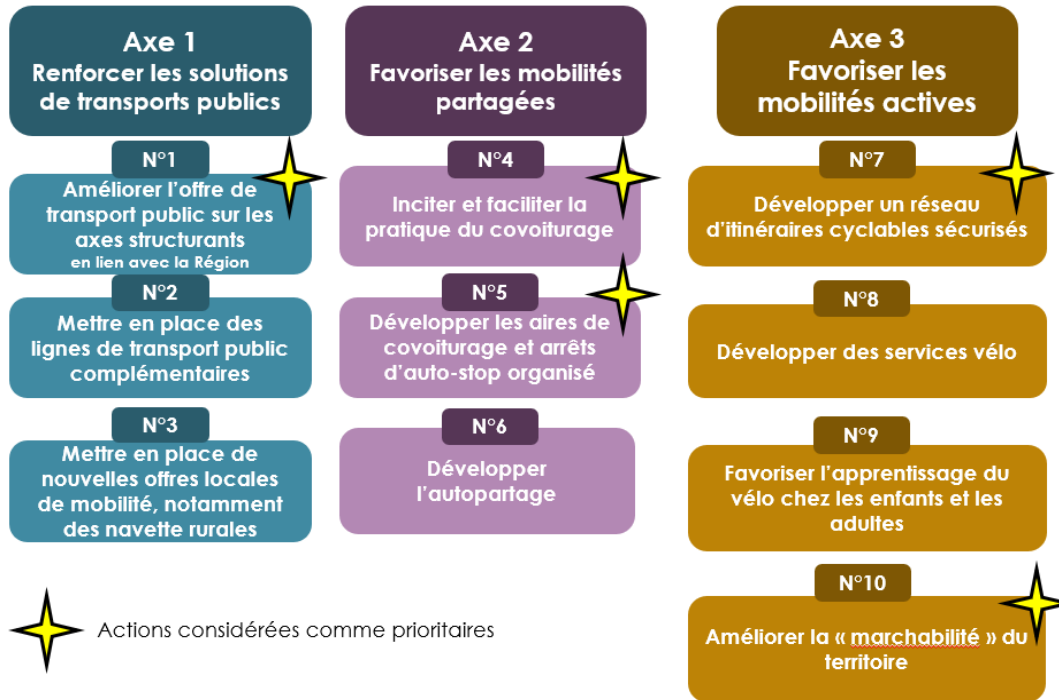 Axe 1
Renforcer les solutions
de transports publics
N°1
Améliorer l'offre de
transport public sur les
axes structurants
en lien avec la Région
N°2
Mettre en place des
lignes de transport public
complémentaires
N°3
Mettre en place de
nouvelles offres locales
de mobilité, notamment
des navette rurales
Axe 2
Favoriser les mobilités
partagées
N°4
Inciter et faciliter la
pratique du covoiturage
N°5
Développer les aires de
covoiturage et arrêts
d'auto-stop organisé
N°6
Développer
l'autopartage
Axe 3
Favoriser les
mobilités actives
N°7
Développer un réseau
d'itinéraires cyclables sécurisés
N°8
Développer des services vélo
N°9
Favoriser l'apprentissage du
vélo chez les enfants et les
adultes
N°10
Améliorer la « marchabilité » du
territoire
Actions considérées comme prioritaires